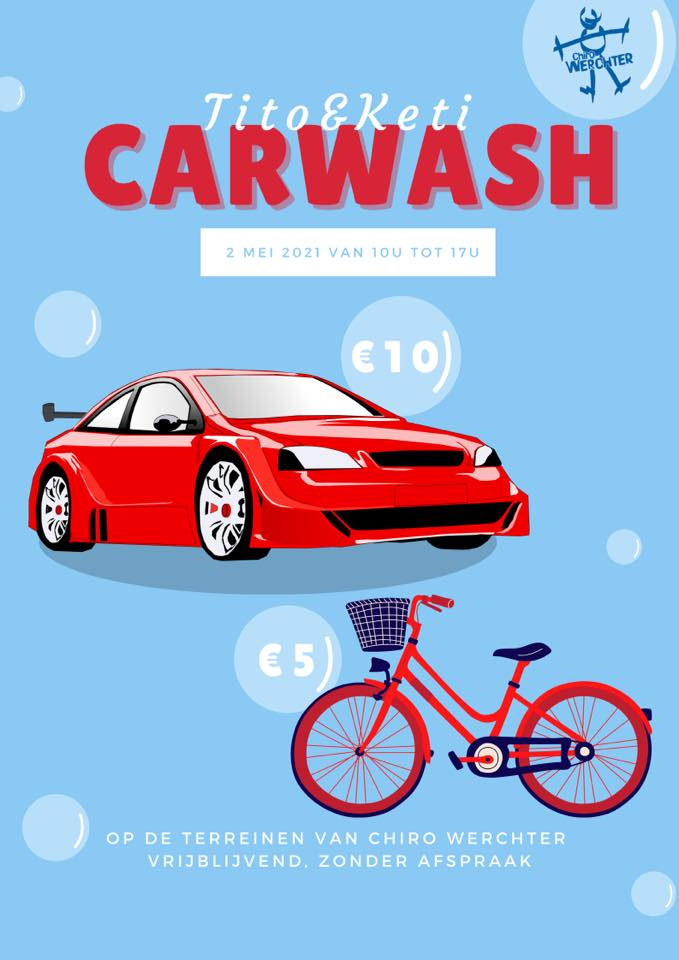 Chiro
WERCHTER
Tito&Keti
CARWASH
2 MEI 2021 VAN 10U TOT 17U
€10
€5
OP DE TERREINEN VAN CHIRO WERCHTER
VRIJBLIJVEND, ZONDER AFSPRAAK